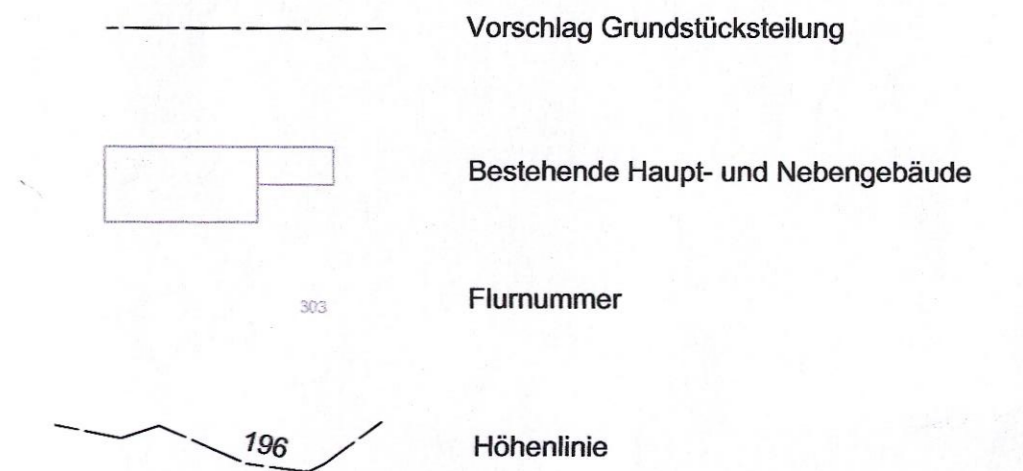 Vorschlag Grundstücksteilung
Bestehende Haupt- und Nebengebäude
303
Flurnummer
196
Höhenlinie